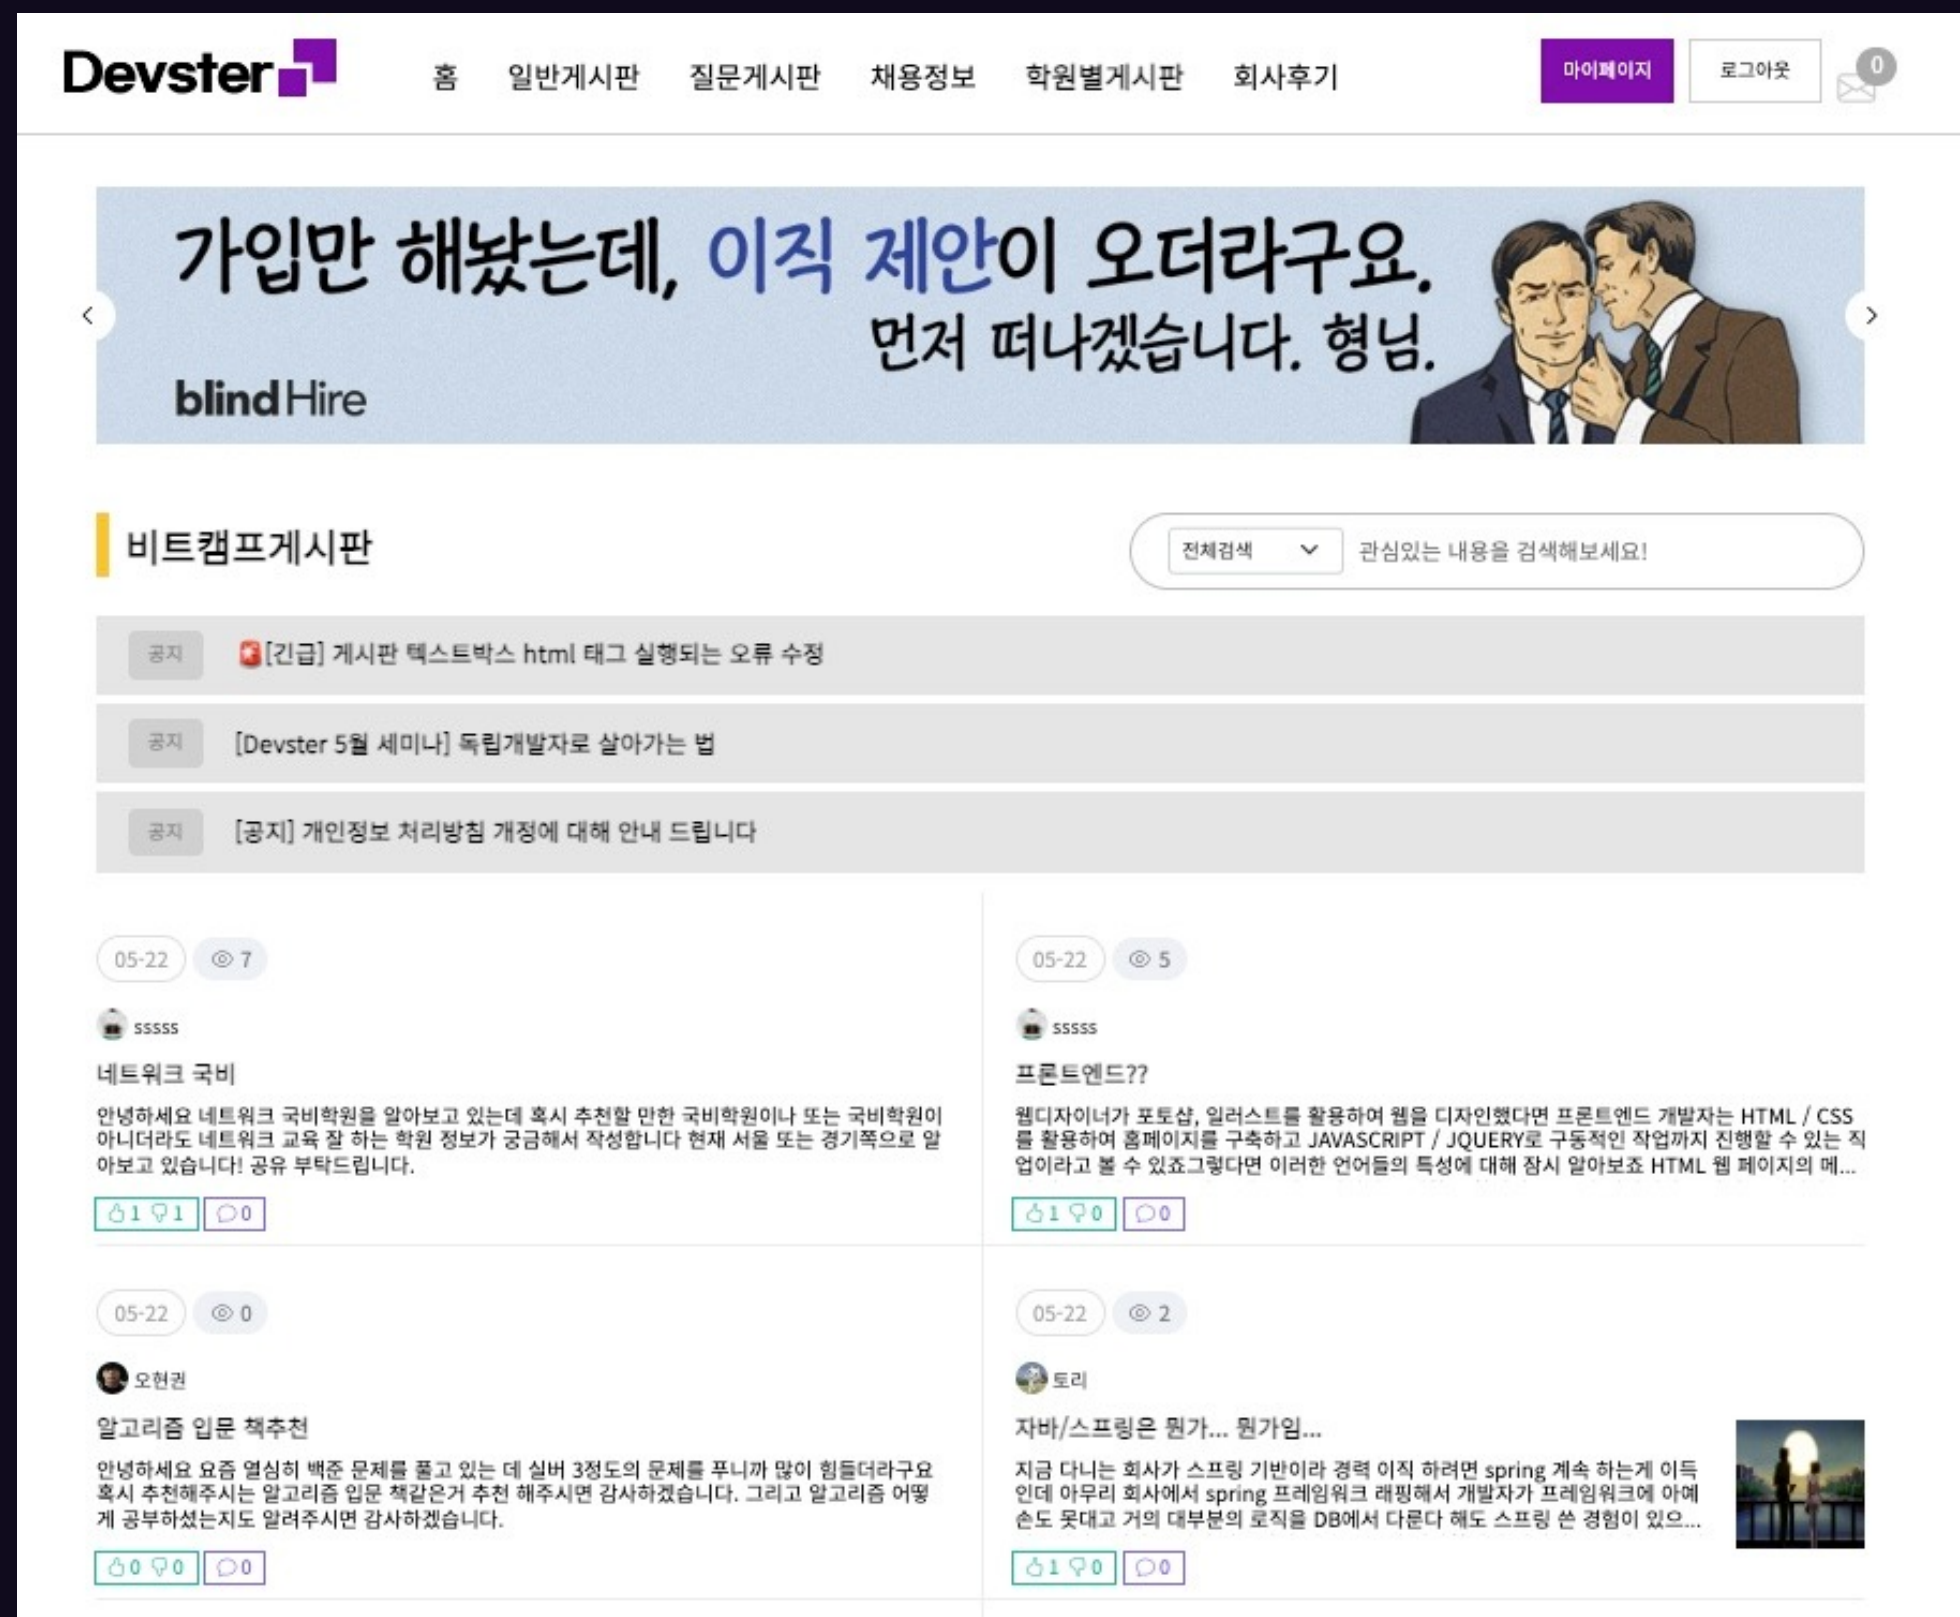 Devster
홈 일반게시판 질문게시판 채용정보 학원별게시판 회사후기
마이페이지 로그아웃 0
가입만 해놨는데, 이직 제안이 오더라구요.
먼저 떠나겠습니다. 형님.
blind Hire
비트캠프게시판
전체검색 관심있는 내용을 검색해보세요!
공지 [긴급] 게시판 텍스트박스 html 태그 실행되는 오류 수정
공지 [Devster 5월 세미나] 독립개발자로 살아가는 법
공지 [공지] 개인정보 처리방침 개정에 대해 안내 드립니다
05-22 7
sssss
네트워크 국비
안녕하세요 네트워크 국비학원을 알아보고 있는데 혹시 추천할 만한 국비학원이나 또는 국비학원이
아니더라도 네트워크 교육 잘 하는 학원 정보가 궁금해서 작성합니다 현재 서울 또는 경기쪽으로 알
아보고 있습니다! 공유 부탁드립니다.
1 1 0
05-22 5
sssss
프론트엔드??
웹디자이너가 포토샵, 일러스트를 활용하여 웹을 디자인했다면 프론트엔드 개발자는 HTML / CSS
를 활용하여 홈페이지를 구축하고 JAVASCRIPT / JQUERY로 구동적인 작업까지 진행할 수 있는 직
업이라고 볼 수 있죠그렇다면 이러한 언어들의 특성에 대해 잠시 알아보죠 HTML 웹 페이지의 메...
1 0 0
05-22 0
오현권
알고리즘 입문 책추천
안녕하세요 요즘 열심히 백준 문제를 풀고 있는 데 실버 3정도의 문제를 푸니까 많이 힘들더라구요
혹시 추천해주시는 알고리즘 입문 책같은거 추천 해주시면 감사하겠습니다. 그리고 알고리즘 어떻
게 공부하셨는지도 알려주시면 감사하겠습니다.
0 0 0
05-22 2
토리
자바/스프링은 뭔가... 뭔가임...
지금 다니는 회사가 스프링 기반이라 경력 이직 하려면 spring 계속 하는게 이득
인데 아무리 회사에서 spring 프레임워크 래핑해서 개발자가 프레임워크에 아예
손도 못대고 거의 대부분의 로직을 DB에서 다룬다 해도 스프링 쓴 경험이 있으...
1 0 0